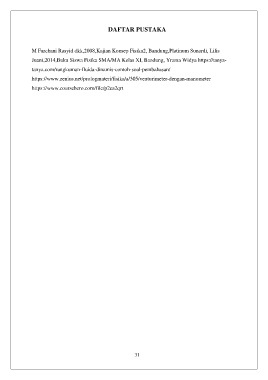 DAFTAR PUSTAKA
M Farchani Rosyid dkk,2008,Kajian Konsep Fisika2, Bandung,Platinum Sunardi, Lilis
Juani,2014,Buku Siswa Fisika SMA/MA Kelas XI, Bandung, Yrama Widya https://tanya-
tanya.com/rangkuman-fluida-dinamis-contoh-soal-pembahasan/
https://www.zenius.net/prologmateri/fisika/a/505/venturimeter-dengan-manometer
https://www.coursehero.com/file/
31